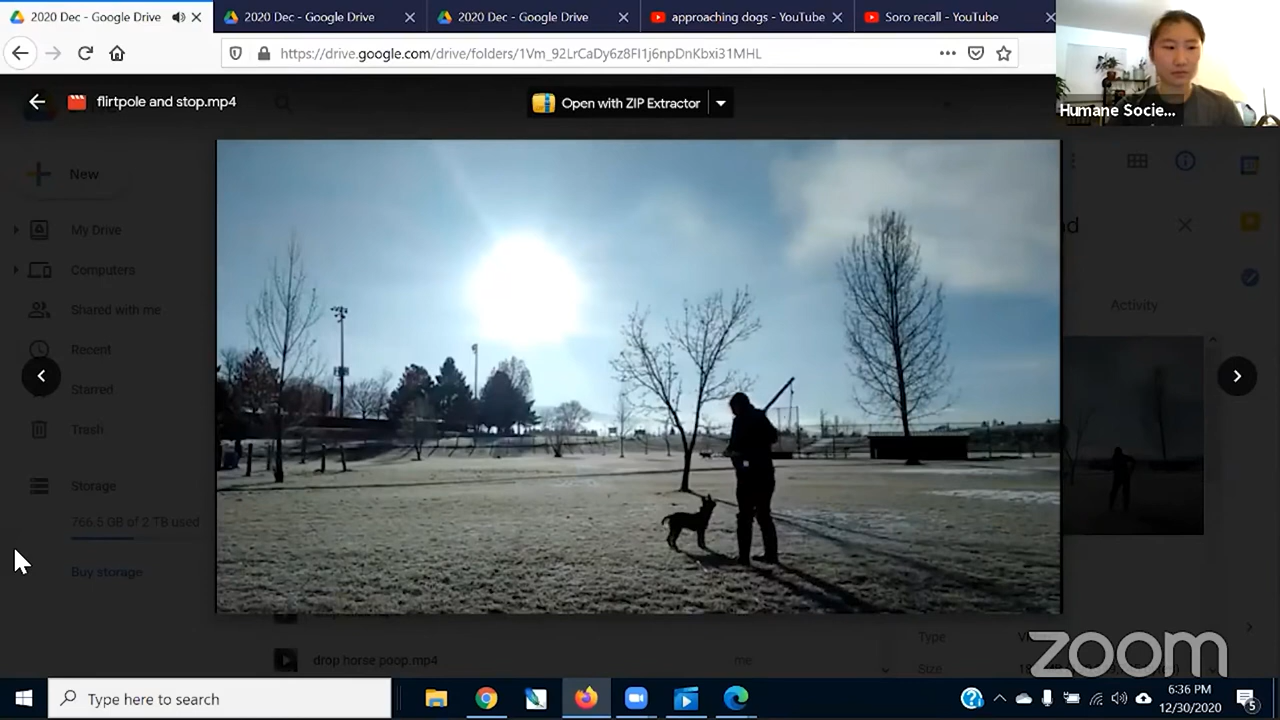 2020 Dec - Google Drive
2020 Dec - Google Drive
2020 Dec - Google Drive
approaching dogs - YouTube
Soro recall - YouTube
https://drive.google.com/drive/folders/1Vm_92LrCaDy6z8FI1j6npDnKbxi31MHL
Humane Socie...
flirtpole and stop.mp4
Open with ZIP Extractor
New
My Drive
Computers
Shared with me
Recent
Activity
Starred
Trash
Storage
766.5 GB of 2 TB used
Buy storage
Type
drop horse poop.mp4
me
Size
zoom
Type here to search
6:36 PM
12/30/2020
5